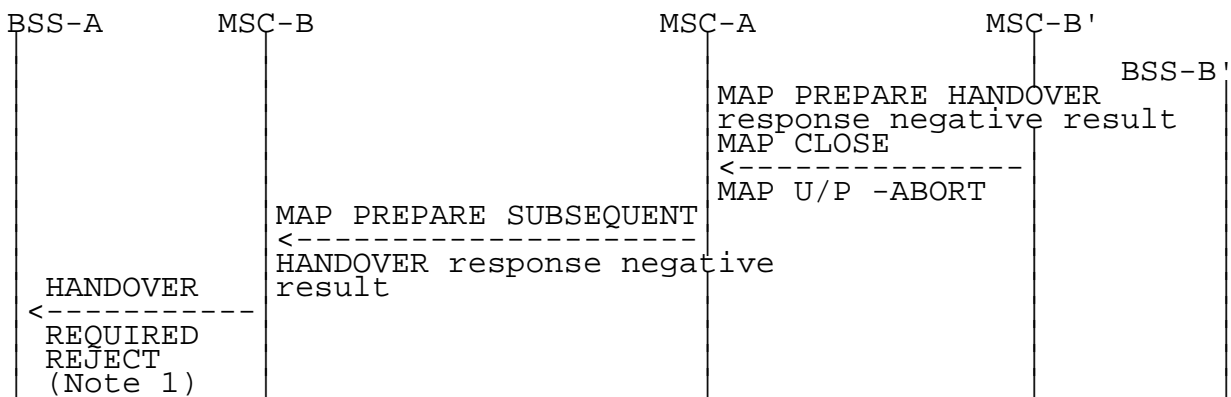 BSS-A MSC-B MSC-A MSC-B'
BSS-B'
MAP PREPARE HANDOVER
response negative result
MAP CLOSE
<---------------
MAP U/P -ABORT
MAP PREPARE SUBSEQUENT
<----------------------
HANDOVER response negative
result
HANDOVER
<-----------
REQUIRED
REJECT
(Note 1)